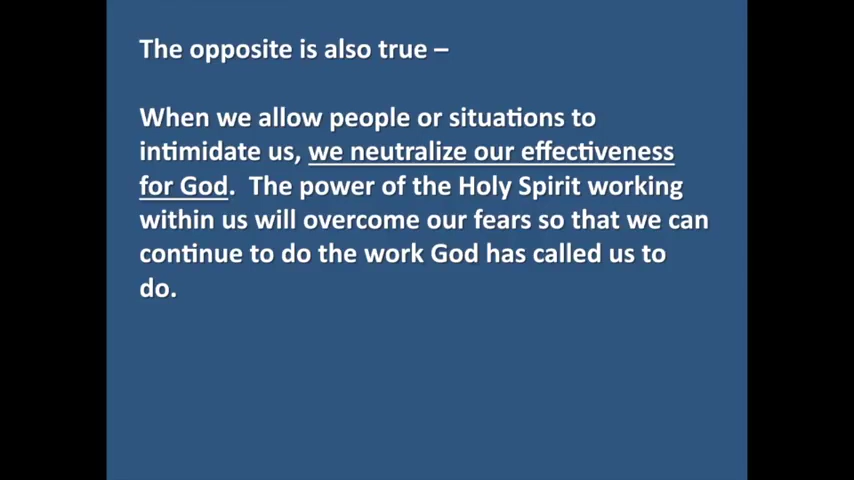 The opposite is also true –
When we allow people or situations to
intimidate us, we neutralize our effectiveness
for God.  The power of the Holy Spirit working
within us will overcome our fears so that we can
continue to do the work God has called us to
do.